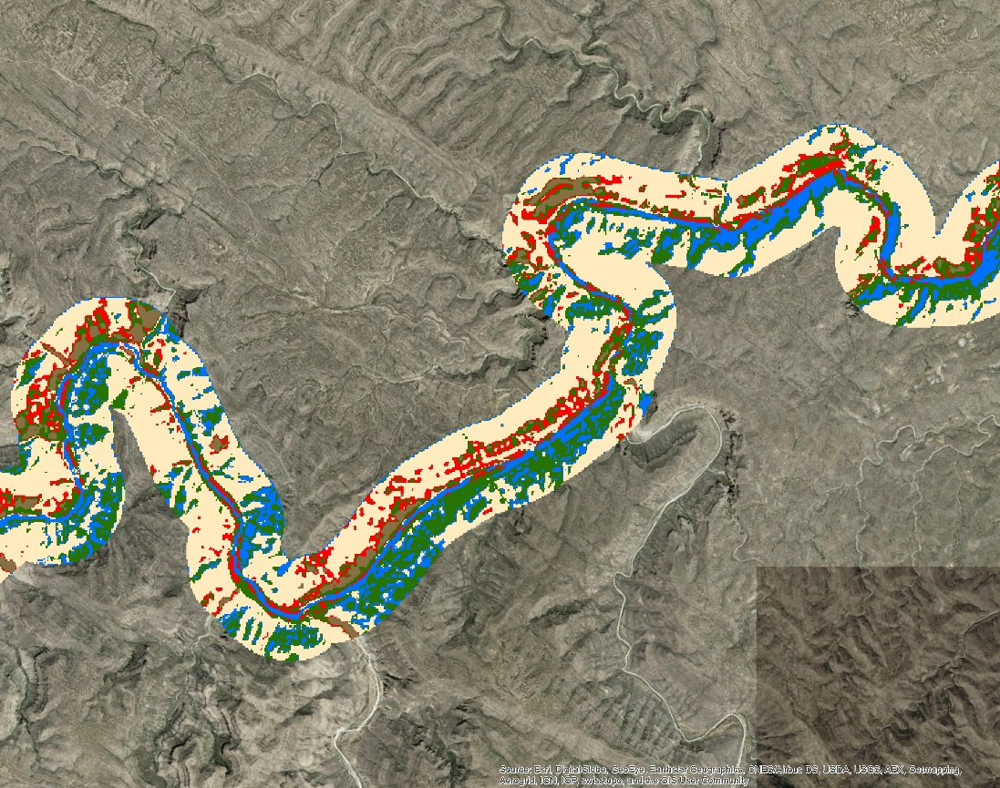 Source: Esri, DigitalGlobe, GeoEye, Earthstar Geographics, CNES/Airbus DS, USDA, USGS, AEX, Getmapping,
Aerogrid, IGN, IGP, swisstopo, and the GIS User Community